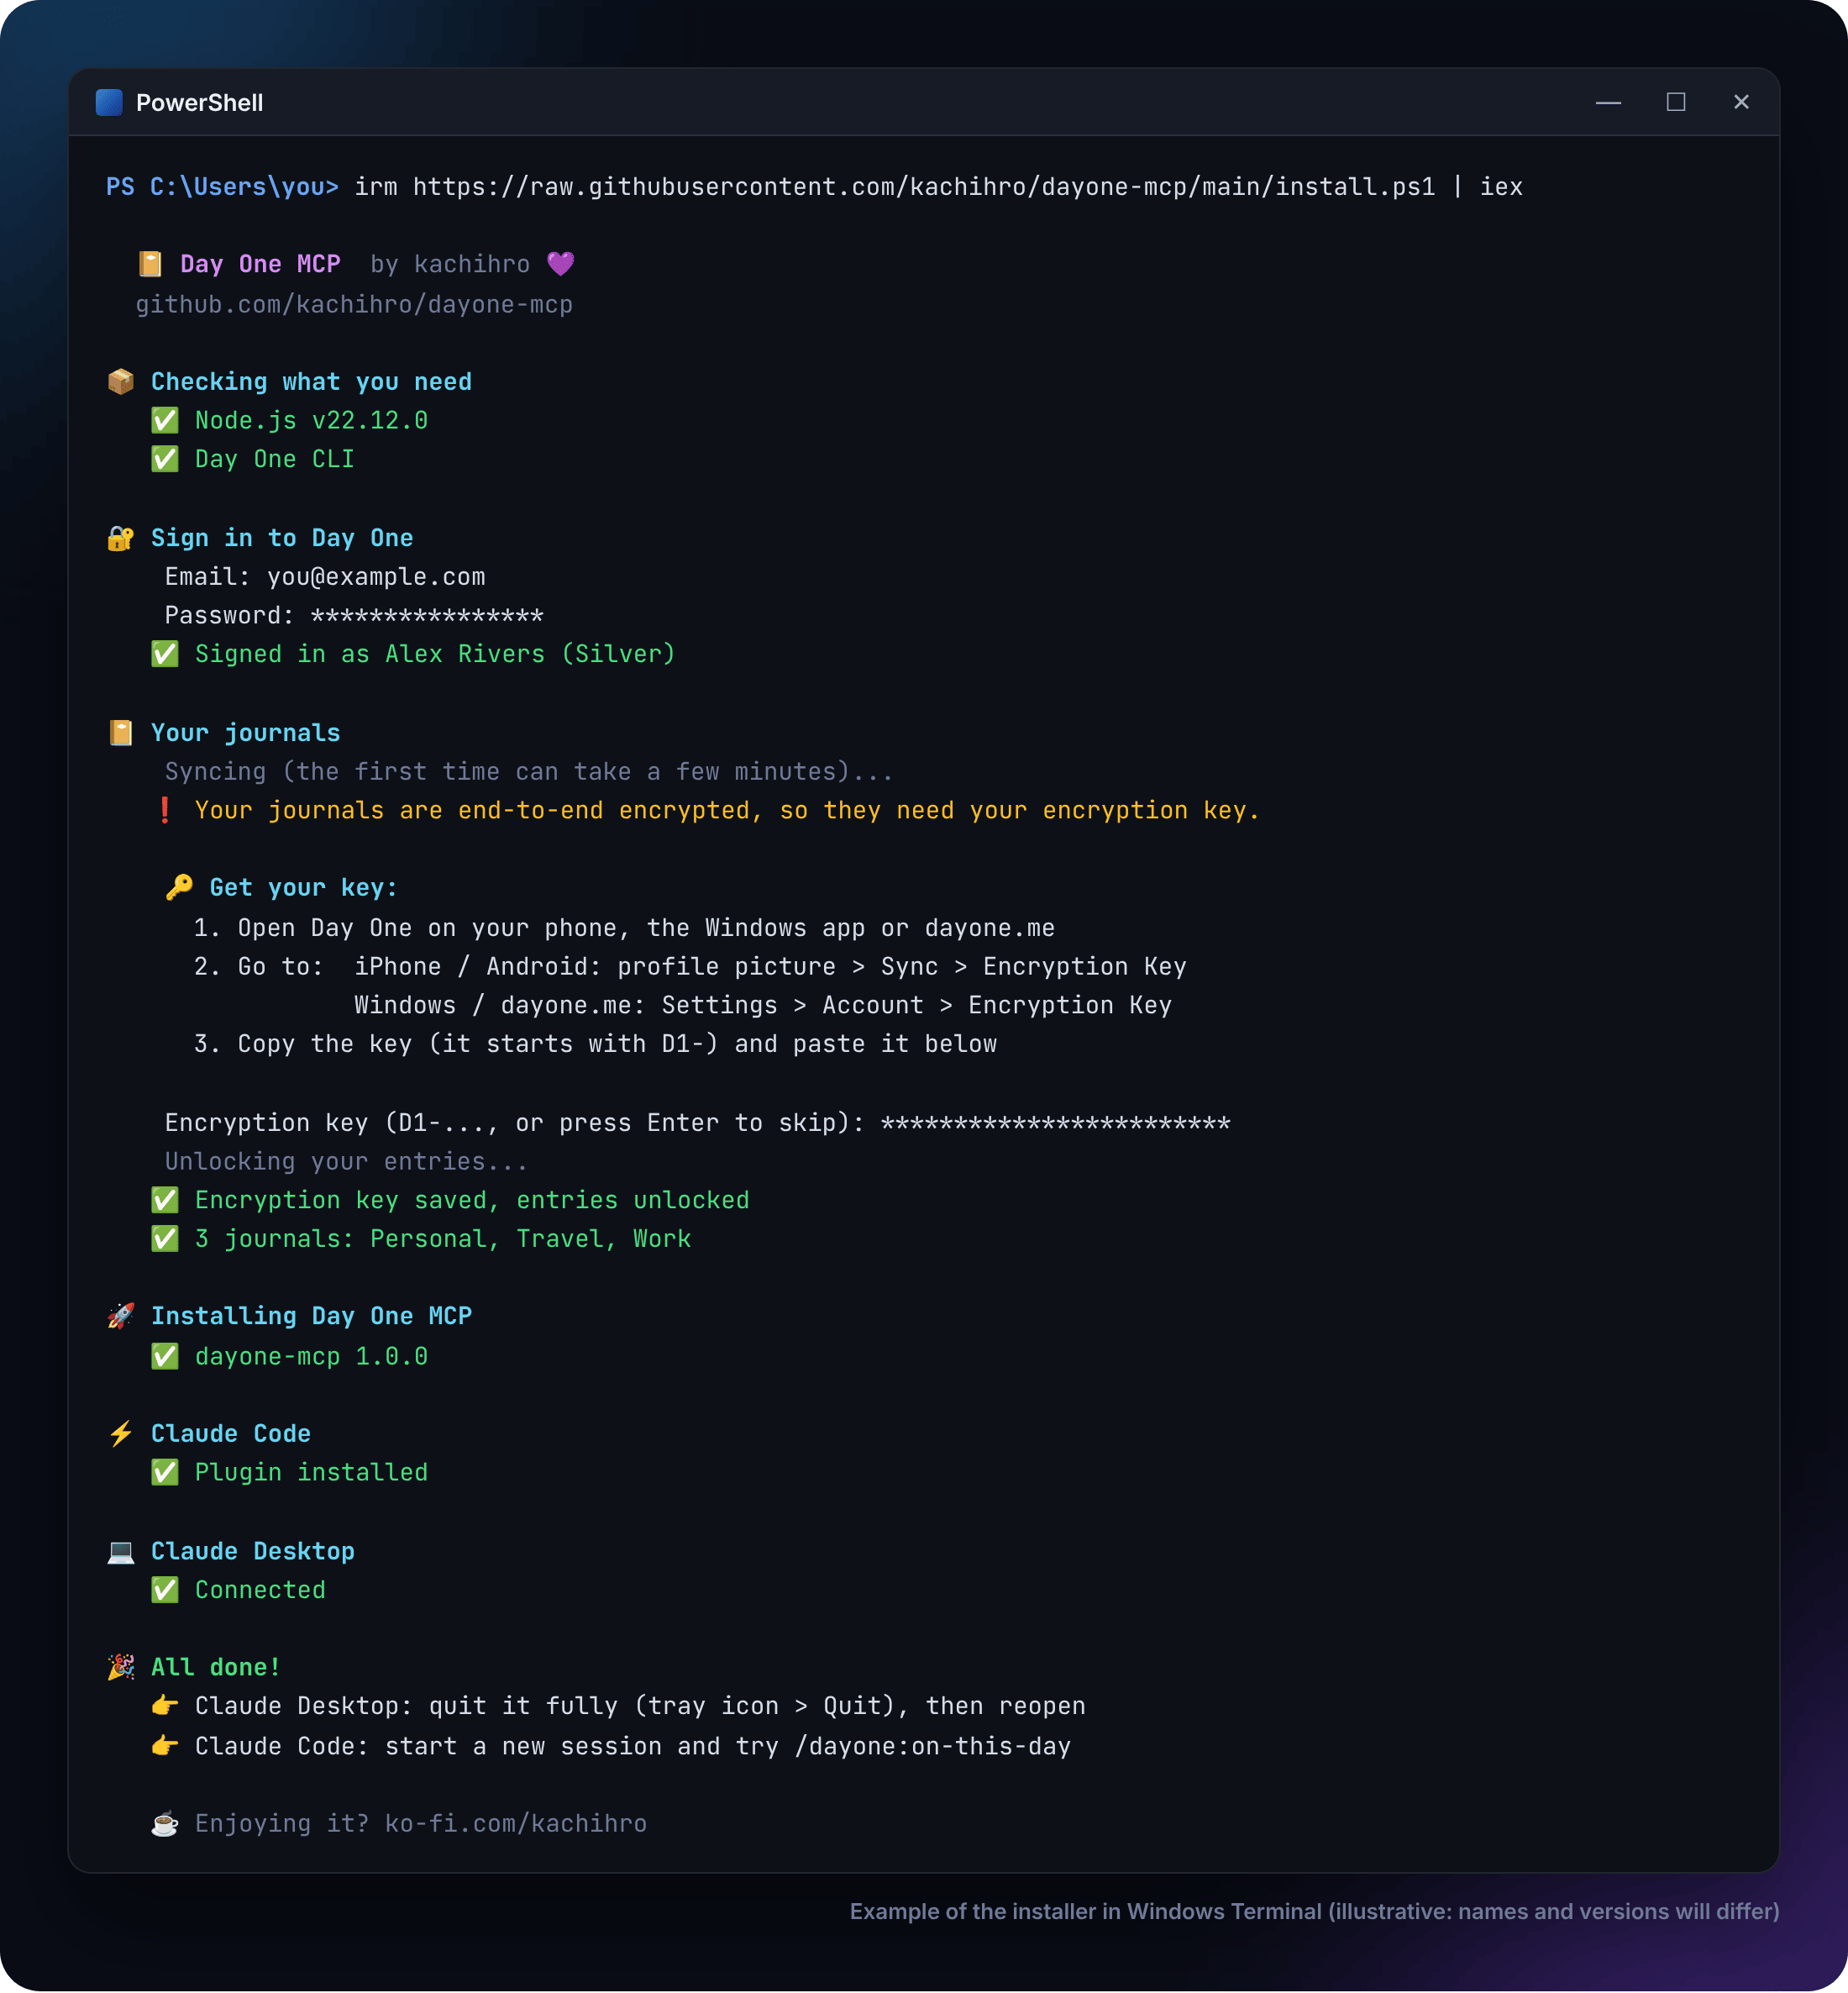 PowerShell
PS C:\Users\you> irm https://raw.githubusercontent.com/kachihro/dayone-mcp/main/install.ps1 | iex
📔 Day One MCP  by kachihro 💜
github.com/kachihro/dayone-mcp
📦 Checking what you need
✅ Node.js v22.12.0
✅ Day One CLI
🔐 Sign in to Day One
Email: you@example.com
Password: ****************
✅ Signed in as Alex Rivers (Silver)
📔 Your journals
Syncing (the first time can take a few minutes)...
❗ Your journals are end-to-end encrypted, so they need your encryption key.
🔑 Get your key:
1. Open Day One on your phone, the Windows app or dayone.me
2. Go to:  iPhone / Android: profile picture > Sync > Encryption Key
Windows / dayone.me: Settings > Account > Encryption Key
3. Copy the key (it starts with D1-) and paste it below
Encryption key (D1-..., or press Enter to skip): ************************
Unlocking your entries...
✅ Encryption key saved, entries unlocked
✅ 3 journals: Personal, Travel, Work
🚀 Installing Day One MCP
✅ dayone-mcp 1.0.0
⚡ Claude Code
✅ Plugin installed
💻 Claude Desktop
✅ Connected
🎉 All done!
👉 Claude Desktop: quit it fully (tray icon > Quit), then reopen
👉 Claude Code: start a new session and try /dayone:on-this-day
☕ Enjoying it? ko-fi.com/kachihro
Example of the installer in Windows Terminal (illustrative: names and versions will differ)